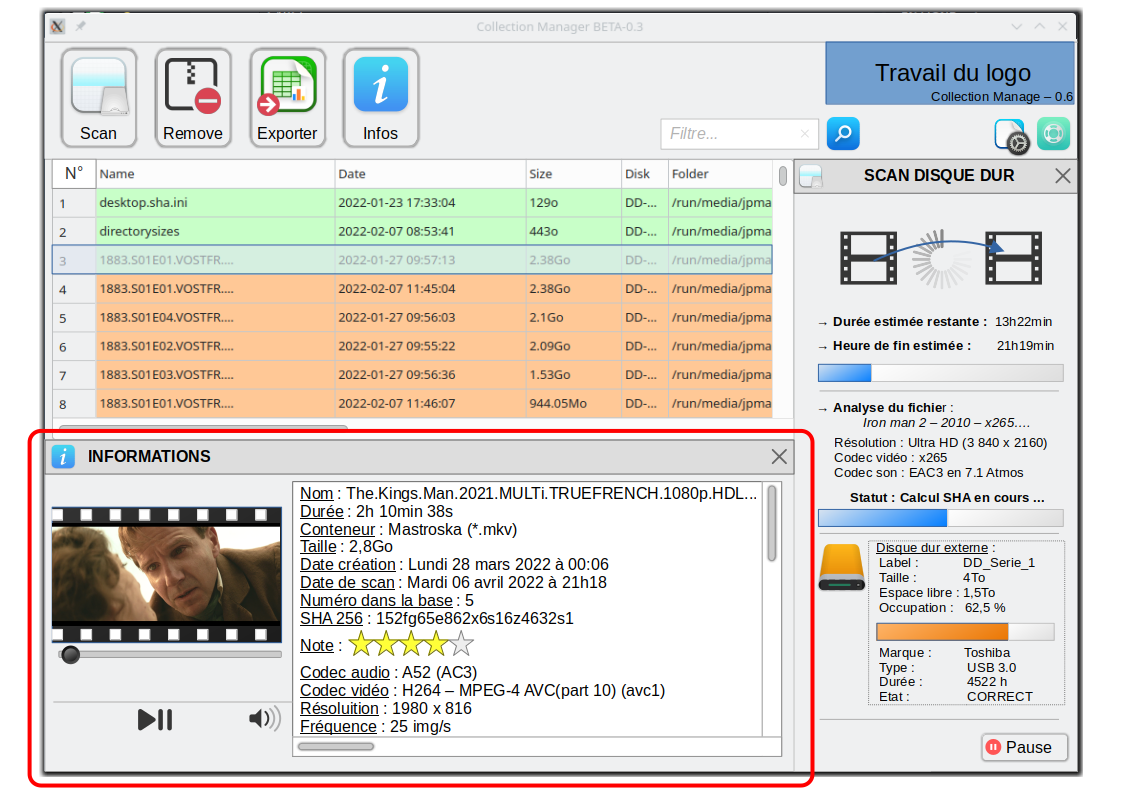 Collection Manager BETA-0.3
Travail du logo
Collection Manage – 0.6
Scan
Remove
Exporter
Infos
Filtre...
N° Name Date Size Disk Folder
1 desktop.sha.ini 2022-01-23 17:33:04 129o DD-... /run/media/jpma
2 directorysizes 2022-02-07 08:53:41 443o DD-... /run/media/jpma
3 1883.S01E01.VOSTFR.... 2022-01-27 09:57:13 2.38Go DD-... /run/media/jpma
4 1883.S01E01.VOSTFR.... 2022-02-07 11:45:04 2.38Go DD-... /run/media/jpma
5 1883.S01E04.VOSTFR.... 2022-01-27 09:56:03 2.1Go DD-... /run/media/jpma
6 1883.S01E02.VOSTFR.... 2022-01-27 09:55:22 2.09Go DD-... /run/media/jpma
7 1883.S01E03.VOSTFR.... 2022-01-27 09:56:36 1.53Go DD-... /run/media/jpma
8 1883.S01E01.VOSTFR.... 2022-02-07 11:46:07 944.05Mo DD-... /run/media/jpma
INFORMATIONS
Nom : The.Kings.Man.2021.MULTi.TRUEFRENCH.1080p.HDL...
Durée : 2h 10min 38s
Conteneur : Mastroska (*.mkv)
Taille : 2,8Go
Date création : Lundi 28 mars 2022 à 00:06
Date de scan : Mardi 06 avril 2022 à 21h18
Numéro dans la base : 5
SHA 256 : 152fg65e862x6s16z4632s1
Note :
Codec audio : A52 (AC3)
Codec vidéo : H264 – MPEG-4 AVC(part 10) (avc1)
Résoluition : 1980 x 816
Fréquence : 25 img/s
SCAN DISQUE DUR
→ Durée estimée restante : 13h22min
→ Heure de fin estimée : 21h19min
→ Analyse du fichier :
Iron man 2 – 2010 – x265....
Résolution : Ultra HD (3 840 x 2160)
Codec vidéo : x265
Codec son : EAC3 en 7.1 Atmos
Statut : Calcul SHA en cours ...
Disque dur externe :
Label : DD_Serie_1
Taille : 4To
Espace libre : 1,5To
Occupation : 62,5 %
Marque : Toshiba
Type : USB 3.0
Durée : 4522 h
Etat : CORRECT
Pause